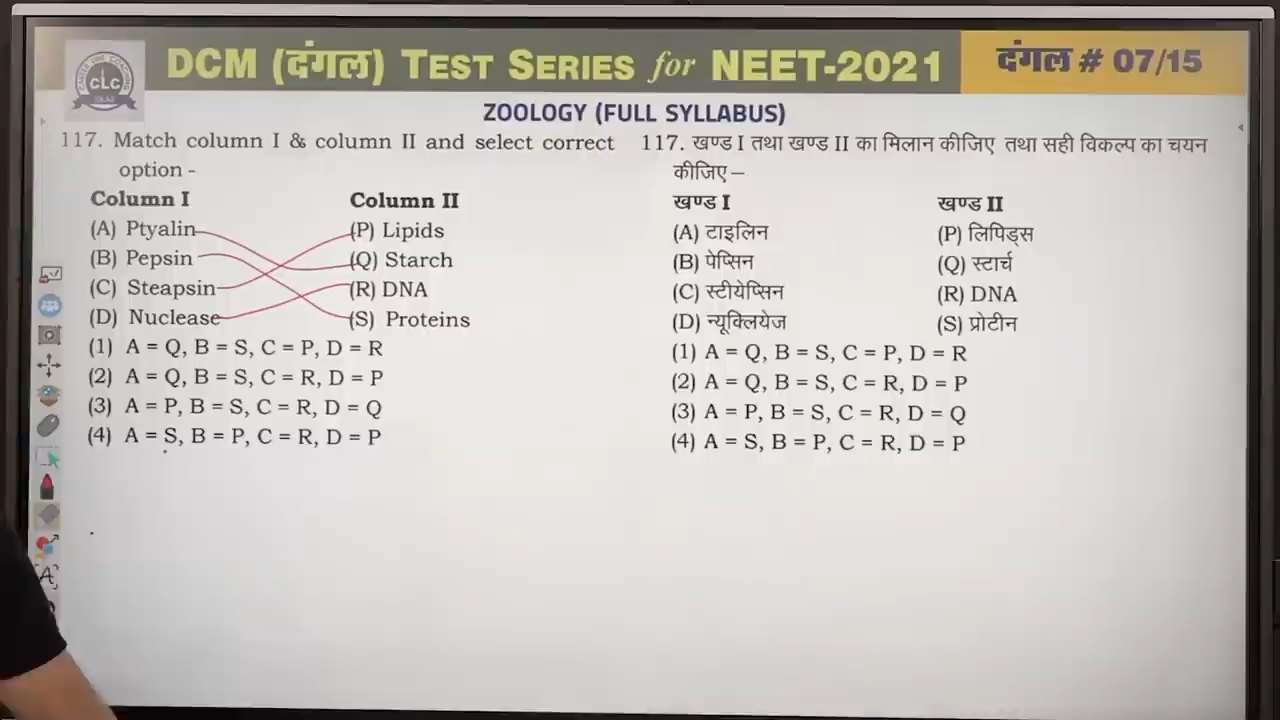 DCM (दंगल) TEST SERIES for NEET-2021
दंगल # 07/15
CLC
ZOOLOGY (FULL SYLLABUS)
117. Match column I & column II and select correct
option -
Column I Column II
(A) Ptyalin (P) Lipids
(B) Pepsin (Q) Starch
(C) Steapsin (R) DNA
(D) Nuclease (S) Proteins
(1) A = Q, B = S, C = P, D = R
(2) A = Q, B = S, C = R, D = P
(3) A = P, B = S, C = R, D = Q
(4) A = S, B = P, C = R, D = P
117. खण्ड I तथा खण्ड II का मिलान कीजिए तथा सही विकल्प का चयन
कीजिए –
खण्ड I खण्ड II
(A) टाइलिन (P) लिपिड्स
(B) पेप्सिन (Q) स्टार्च
(C) स्टीयेप्सिन (R) DNA
(D) न्यूक्लियेज (S) प्रोटीन
(1) A = Q, B = S, C = P, D = R
(2) A = Q, B = S, C = R, D = P
(3) A = P, B = S, C = R, D = Q
(4) A = S, B = P, C = R, D = P